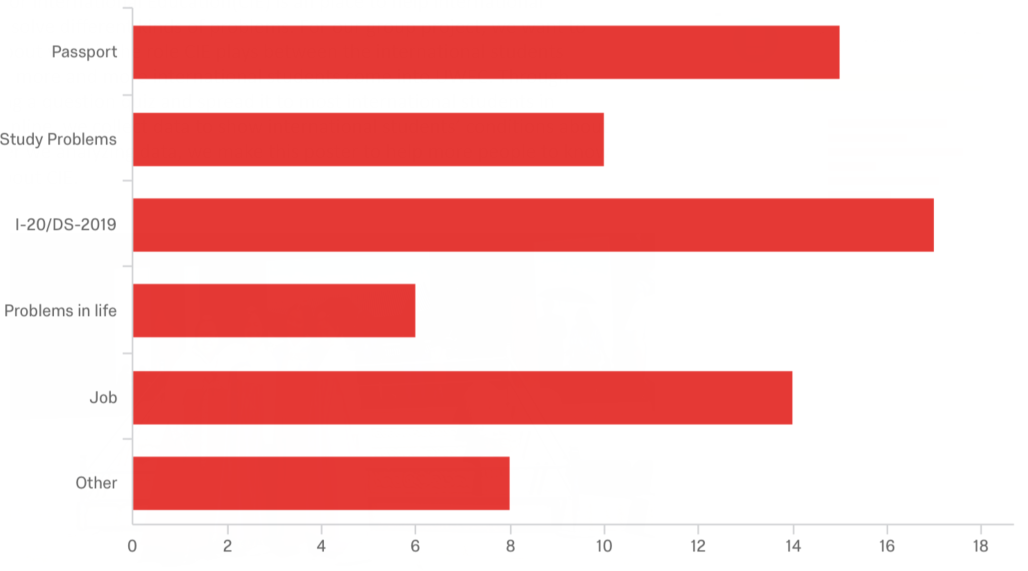 Passport
Study Problems
I-20/DS-2019
Problems in life
Job
Other
0 2 4 6 8 10 12 14 16 18